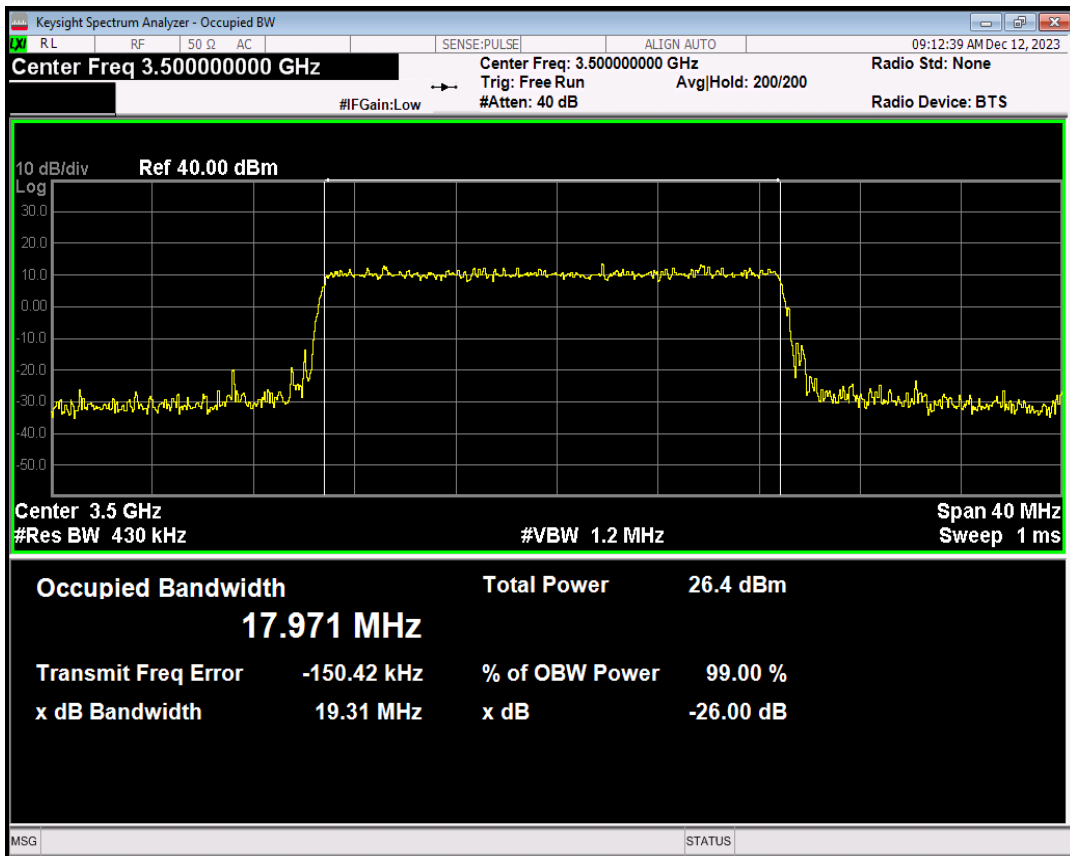 Keysight Spectrum Analyzer - Occupied BW
LXI RL RF 50 Ω AC SENSE:PULSE ALIGN AUTO 09:12:39 AM Dec 12, 2023
Center Freq 3.500000000 GHz Center Freq: 3.500000000 GHz Radio Std: None
Trig: Free Run Avg|Hold: 200/200
#IFGain:Low #Atten: 40 dB Radio Device: BTS
10 dB/div Ref 40.00 dBm
Log
30.0
20.0
10.0
0.00
-10.0
-20.0
-30.0
-40.0
-50.0
Center 3.5 GHz Span 40 MHz
#Res BW 430 kHz #VBW 1.2 MHz Sweep 1 ms
Occupied Bandwidth Total Power 26.4 dBm
17.971 MHz
Transmit Freq Error -150.42 kHz % of OBW Power 99.00 %
x dB Bandwidth 19.31 MHz x dB -26.00 dB
MSG STATUS